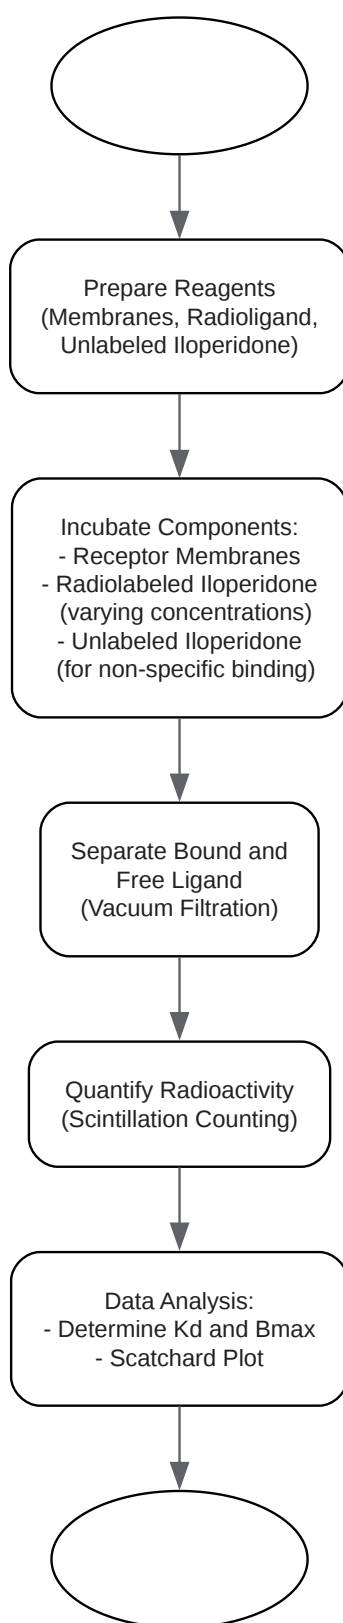 Prepare Reagents
(Membranes, Radioligand,
Unlabeled Iloperidone)
Incubate Components:
- Receptor Membranes
- Radiolabeled Iloperidone
(varying concentrations)
- Unlabeled Iloperidone
(for non-specific binding)
Separate Bound and
Free Ligand
(Vacuum Filtration)
Quantify Radioactivity
(Scintillation Counting)
Data Analysis:
- Determine Kd and Bmax
- Scatchard Plot